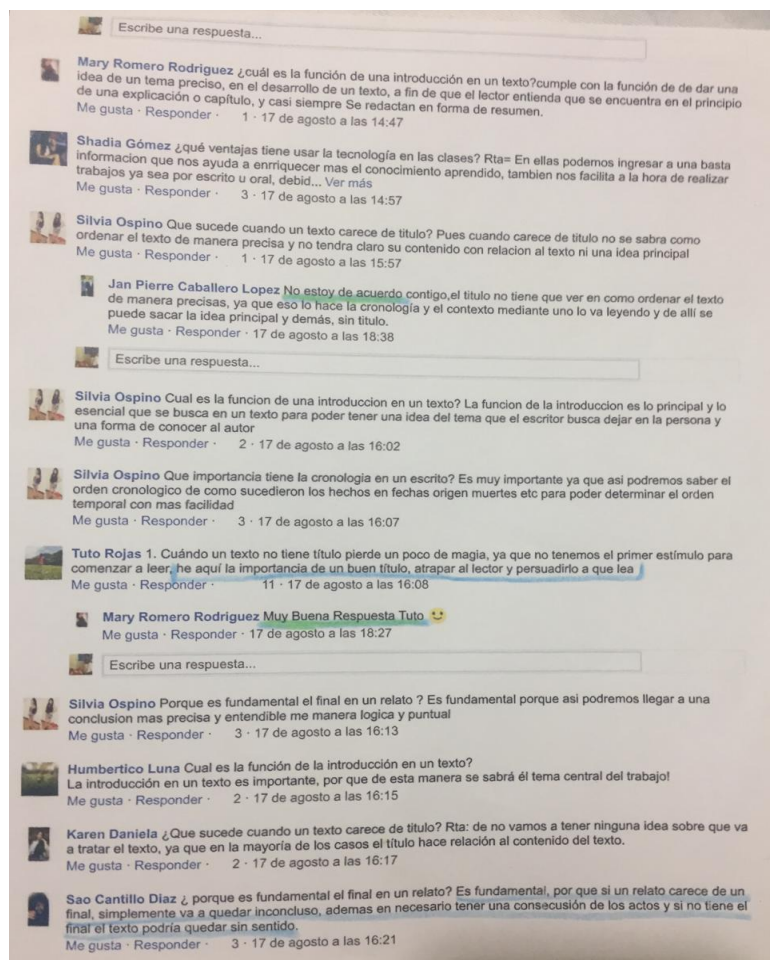 Escribe una respuesta...
Mary Romero Rodriguez ¿cuál es la función de una introducción en un texto?cumple con la función de de dar una
idea de un tema preciso, en el desarrollo de un texto, a fin de que el lector entienda que se encuentra en el principio
de una explicación o capítulo, y casi siempre Se redactan en forma de resumen.
Me gusta · Responder · 1 · 17 de agosto a las 14:47
Shadia Gómez ¿qué ventajas tiene usar la tecnología en las clases? Rta= En ellas podemos ingresar a una basta
informacion que nos ayuda a enrriquecer mas el conocimiento aprendido, tambien nos facilita a la hora de realizar
trabajos ya sea por escrito u oral, debid... Ver más
Me gusta · Responder · 3 · 17 de agosto a las 14:57
Silvia Ospino Que sucede cuando un texto carece de titulo? Pues cuando carece de titulo no se sabra como
ordenar el texto de manera precisa y no tendra claro su contenido con relacion al texto ni una idea principal
Me gusta · Responder · 1 · 17 de agosto a las 15:57
Jan Pierre Caballero Lopez No estoy de acuerdo contigo,el titulo no tiene que ver en como ordenar el texto
de manera precisas, ya que eso lo hace la cronología y el contexto mediante uno lo va leyendo y de allí se
puede sacar la idea principal y demás, sin titulo.
Me gusta · Responder · 17 de agosto a las 18:38
Escribe una respuesta...
Silvia Ospino Cual es la funcion de una introduccion en un texto? La funcion de la introduccion es lo principal y lo
esencial que se busca en un texto para poder tener una idea del tema que el escritor busca dejar en la persona y
una forma de conocer al autor
Me gusta · Responder · 2 · 17 de agosto a las 16:02
Silvia Ospino Que importancia tiene la cronologia en un escrito? Es muy importante ya que asi podremos saber el
orden cronologico de como sucedieron los hechos en fechas origen muertes etc para poder determinar el orden
temporal con mas facilidad
Me gusta · Responder · 3 · 17 de agosto a las 16:07
Tuto Rojas 1. Cuándo un texto no tiene título pierde un poco de magia, ya que no tenemos el primer estímulo para
comenzar a leer, he aquí la importancia de un buen título, atrapar al lector y persuadirlo a que lea
Me gusta · Responder · 11 · 17 de agosto a las 16:08
Mary Romero Rodriguez Muy Buena Respuesta Tuto
Me gusta · Responder · 17 de agosto a las 18:27
Escribe una respuesta...
Silvia Ospino Porque es fundamental el final en un relato ? Es fundamental porque asi podremos llegar a una
conclusion mas precisa y entendible me manera logica y puntual
Me gusta · Responder · 3 · 17 de agosto a las 16:13
Humbertico Luna Cual es la función de la introducción en un texto?
La introducción en un texto es importante, por que de esta manera se sabrá él tema central del trabajo!
Me gusta · Responder · 2 · 17 de agosto a las 16:15
Karen Daniela ¿Que sucede cuando un texto carece de titulo? Rta: de no vamos a tener ninguna idea sobre que va
a tratar el texto, ya que en la mayoría de los casos el título hace relación al contenido del texto.
Me gusta · Responder · 2 · 17 de agosto a las 16:17
Sao Cantillo Diaz ¿ porque es fundamental el final en un relato? Es fundamental, por que si un relato carece de un
final, simplemente va a quedar inconcluso, ademas en necesario tener una consecusión de los actos y si no tiene el
final el texto podría quedar sin sentido.
Me gusta · Responder · 3 · 17 de agosto a las 16:21